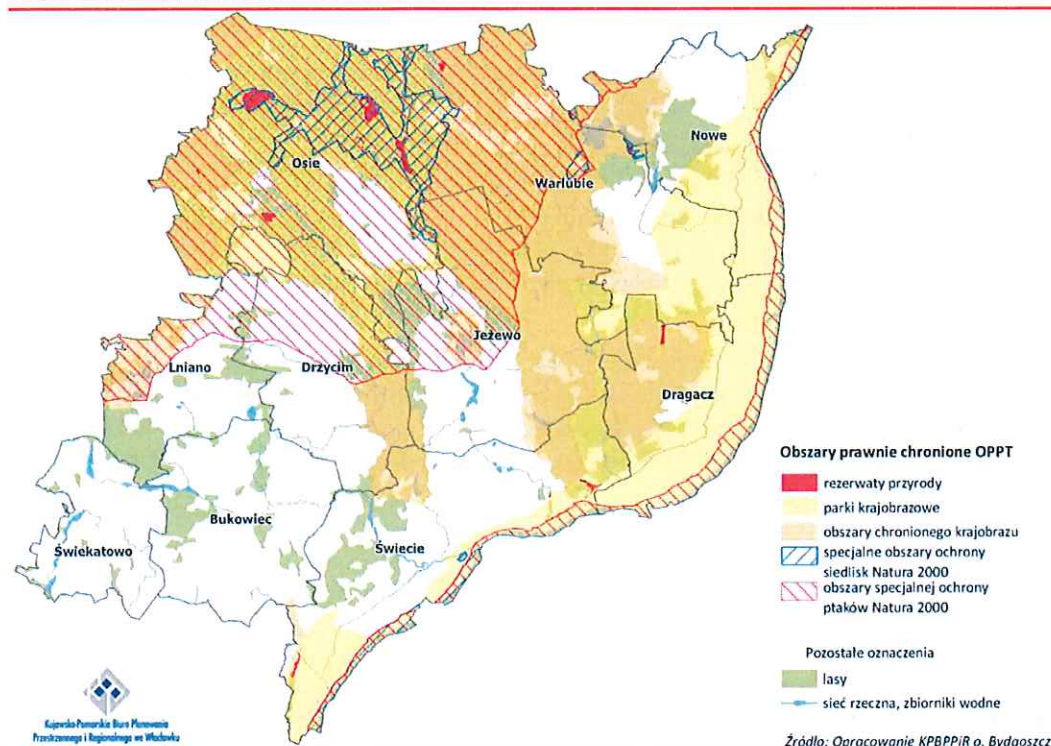 Nowe
Osie
Warlubie
Jeżewo
Lniano
Drzycim
Dragacz
Bukowiec
Świekatowo
Świecie
Obszary prawnie chronione OPPT
rezerwaty przyrody
parki krajobrazowe
obszary chronionego krajobrazu
specjalne obszary ochrony
siedlisk Natura 2000
obszary specjalnej ochrony
ptaków Natura 2000
Pozostałe oznaczenia
lasy
sieć rzeczna, zbiorniki wodne
Kujawsko-Pomorskie Biuro Planowania
Przestrzennego i Regionalnego we Włocławku
Źródło: Opracowanie KPBPPiR o. Bydgoszcz